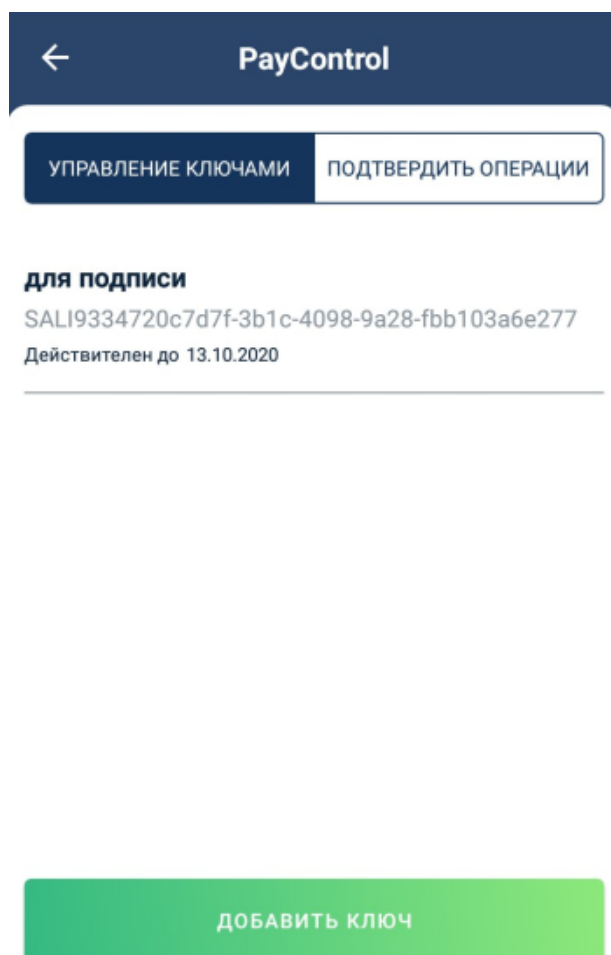 PayControl
УПРАВЛЕНИЕ КЛЮЧАМИ
ПОДТВЕРДИТЬ ОПЕРАЦИИ
для подписи
SALI9334720c7d7f-3b1c-4098-9a28-fbb103a6e277
Действителен до 13.10.2020
ДОБАВИТЬ КЛЮЧ